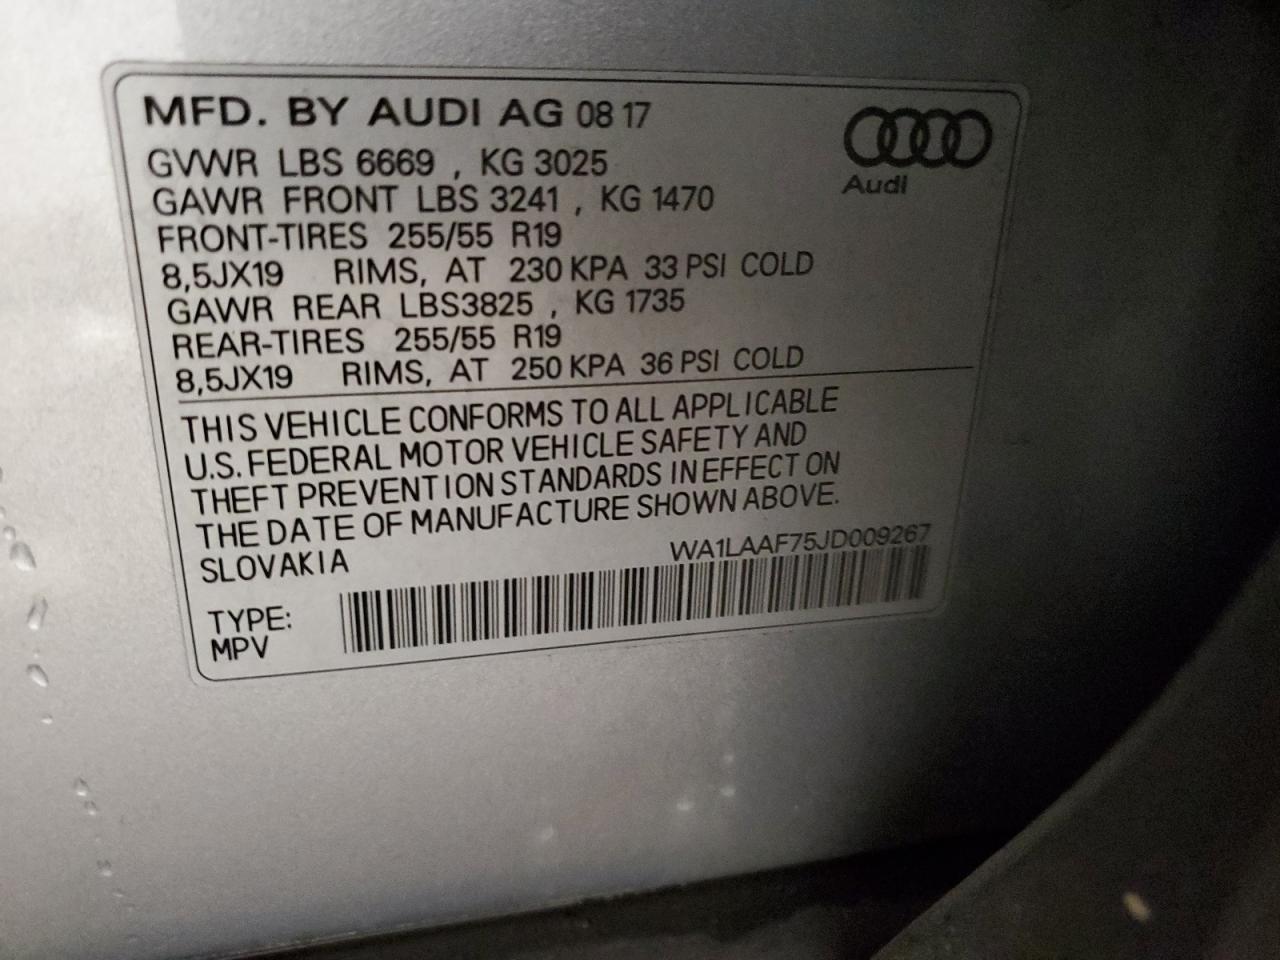 MFD. BY AUDI AG 08 17
GVWR LBS 6669 , KG 3025
Audi
GAWR FRONT LBS 3241 , KG 1470
FRONT-TIRES 255/55 R19
8,5JX19 RIMS, AT 230 KPA 33 PSI COLD
GAWR REAR LBS3825 , KG 1735
REAR-TIRES 255/55 R19
8,5JX19 RIMS, AT 250 KPA 36 PSI COLD
THIS VEHICLE CONFORMS TO ALL APPLICABLE
U.S. FEDERAL MOTOR VEHICLE SAFETY AND
THEFT PREVENTION STANDARDS IN EFFECT ON
THE DATE OF MANUFACTURE SHOWN ABOVE.
SLOVAKIA WA1LAAF75JD009267
TYPE:
MPV